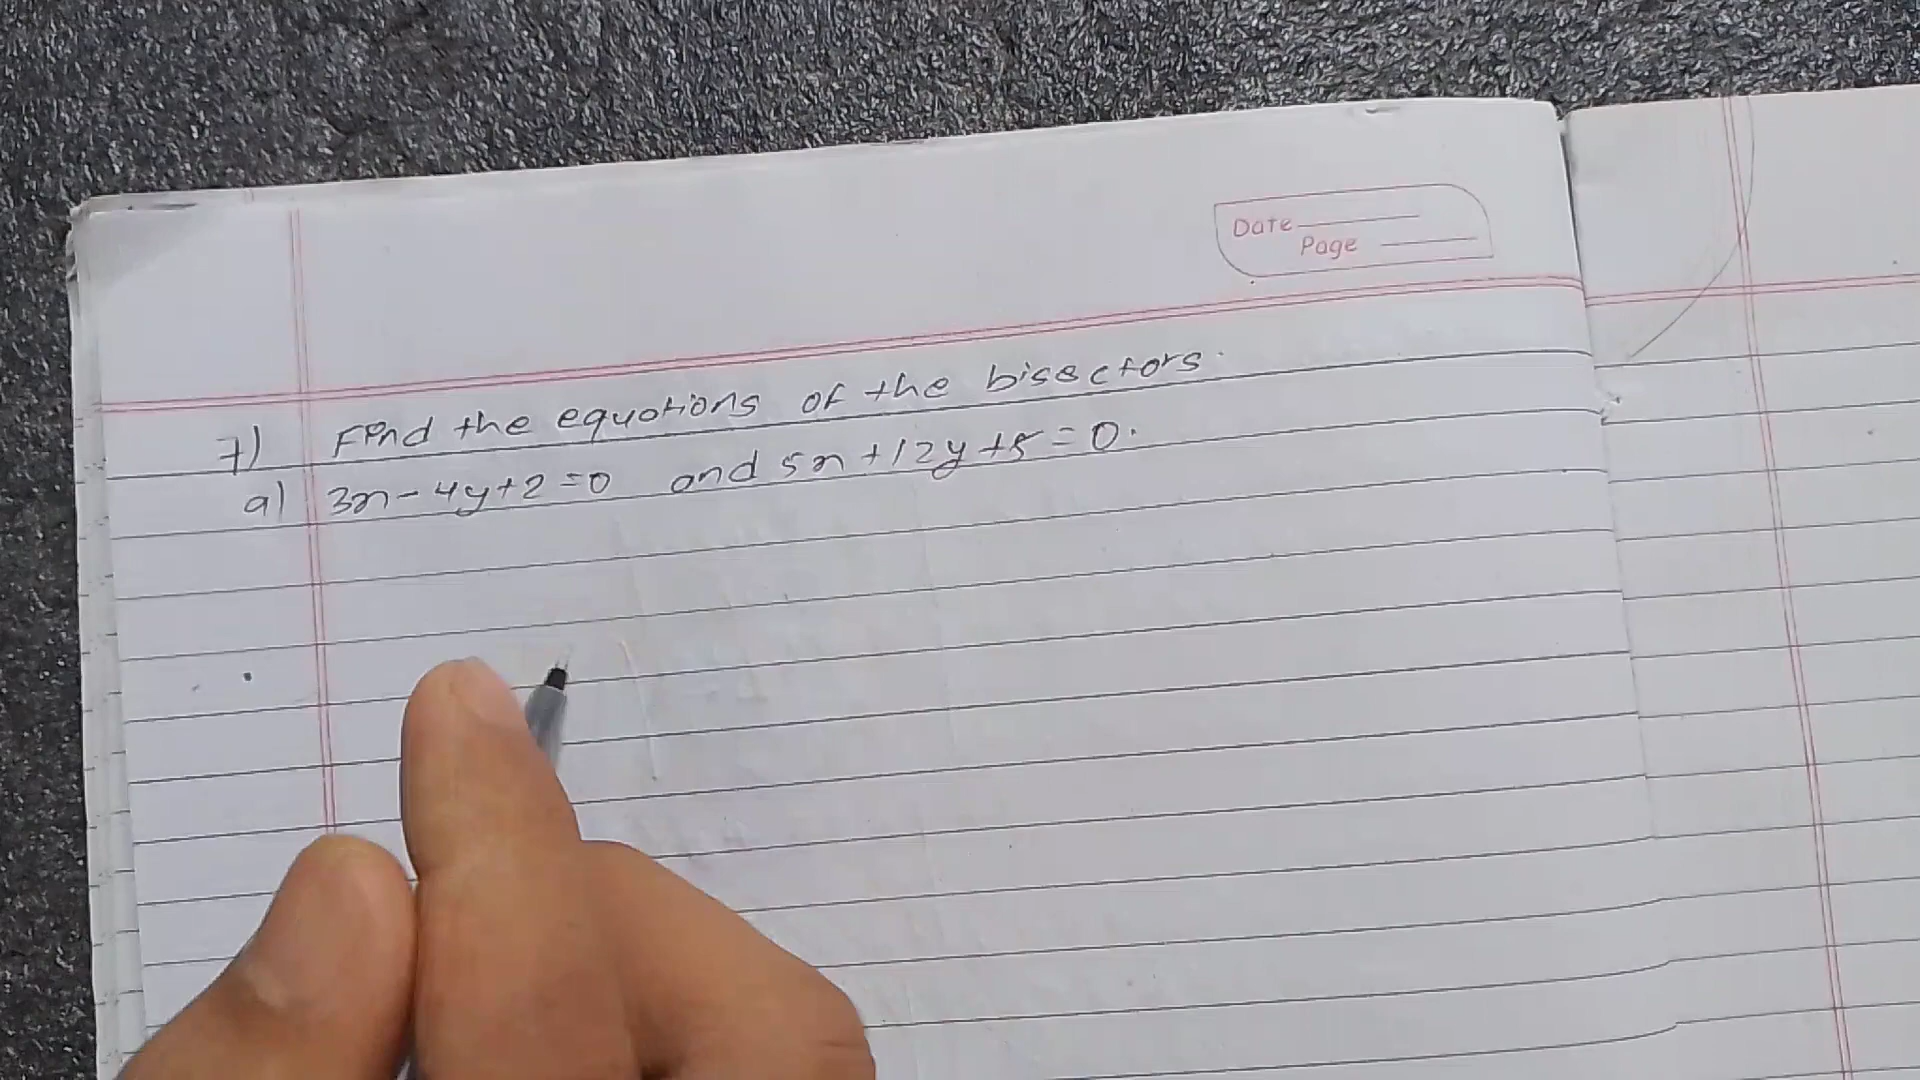 Date
Page
7) Find the equations of the bisectors.
a) 3x - 4y + 2 = 0 and 5x + 12y + 5 = 0.